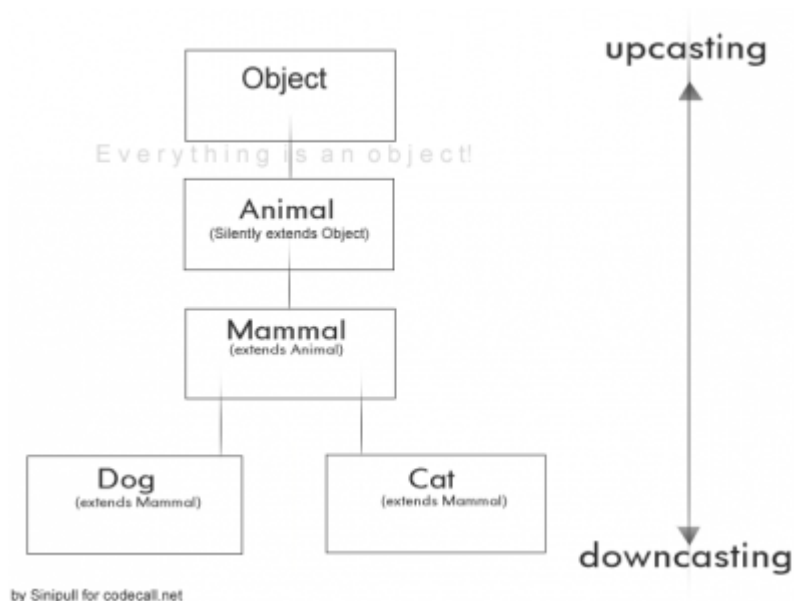 upcasting
Object
Everything is an object!
Animal
(Silently extends Object)
Mammal
(extends Animal)
Dog
(extends Mammal)
Cat
(extends Mammal)
downcasting
by Sinipull for codecall.net